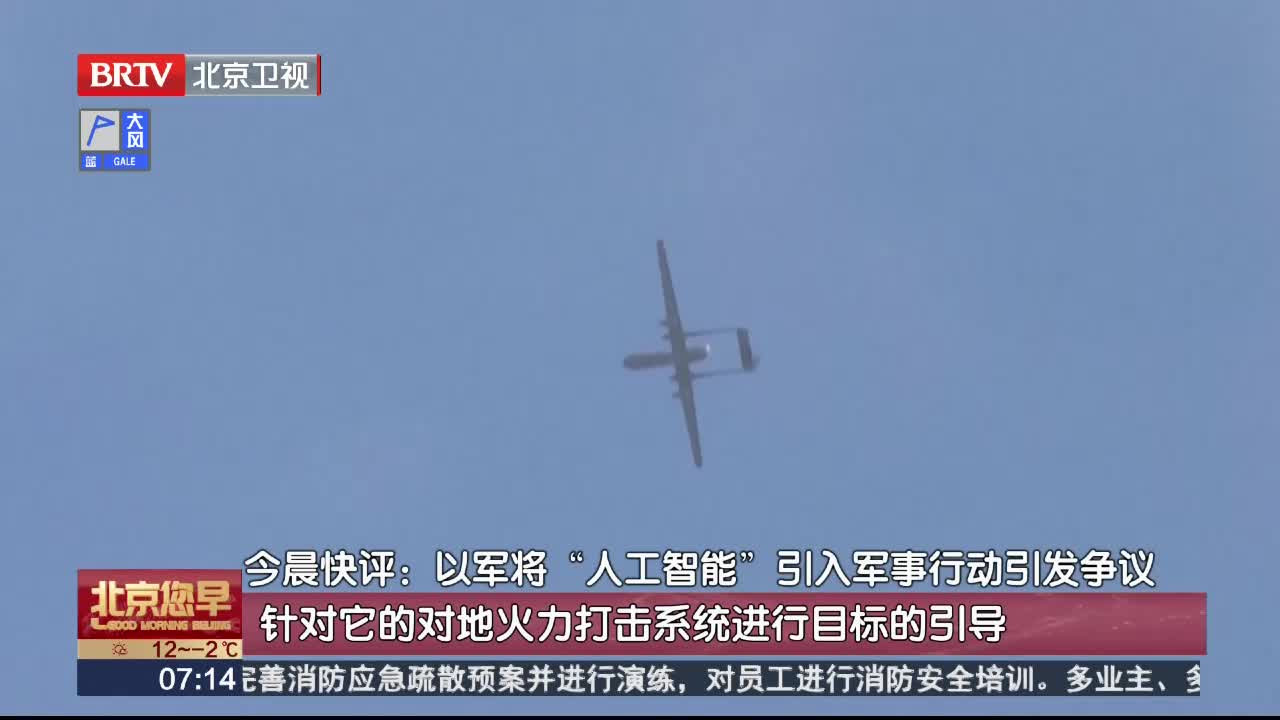 BRTV 北京卫视
大风
蓝 GALE
今晨快评：以军将“人工智能”引入军事行动引发争议
北京您早
GOOD MORNING BEIJING
针对它的对地火力打击系统进行目标的引导
12~-2℃
07:14
完善消防应急疏散预案并进行演练，对员工进行消防安全培训。多业主、多